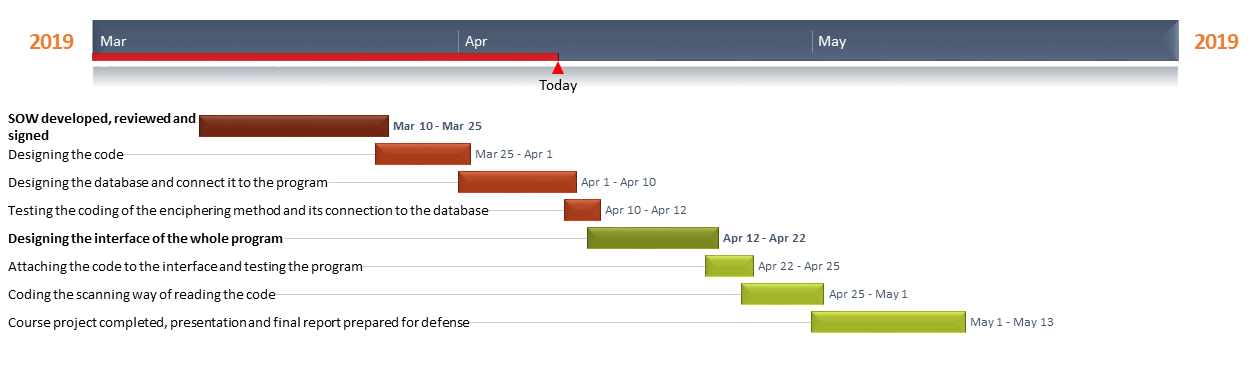 2019 Mar Apr May 2019
Today
SOW developed, reviewed and
signed
Mar 10 - Mar 25
Designing the code Mar 25 - Apr 1
Designing the database and connect it to the program Apr 1 - Apr 10
Testing the coding of the enciphering method and its connection to the database Apr 10 - Apr 12
Designing the interface of the whole program Apr 12 - Apr 22
Attaching the code to the interface and testing the program Apr 22 - Apr 25
Coding the scanning way of reading the code Apr 25 - May 1
Course project completed, presentation and final report prepared for defense May 1 - May 13